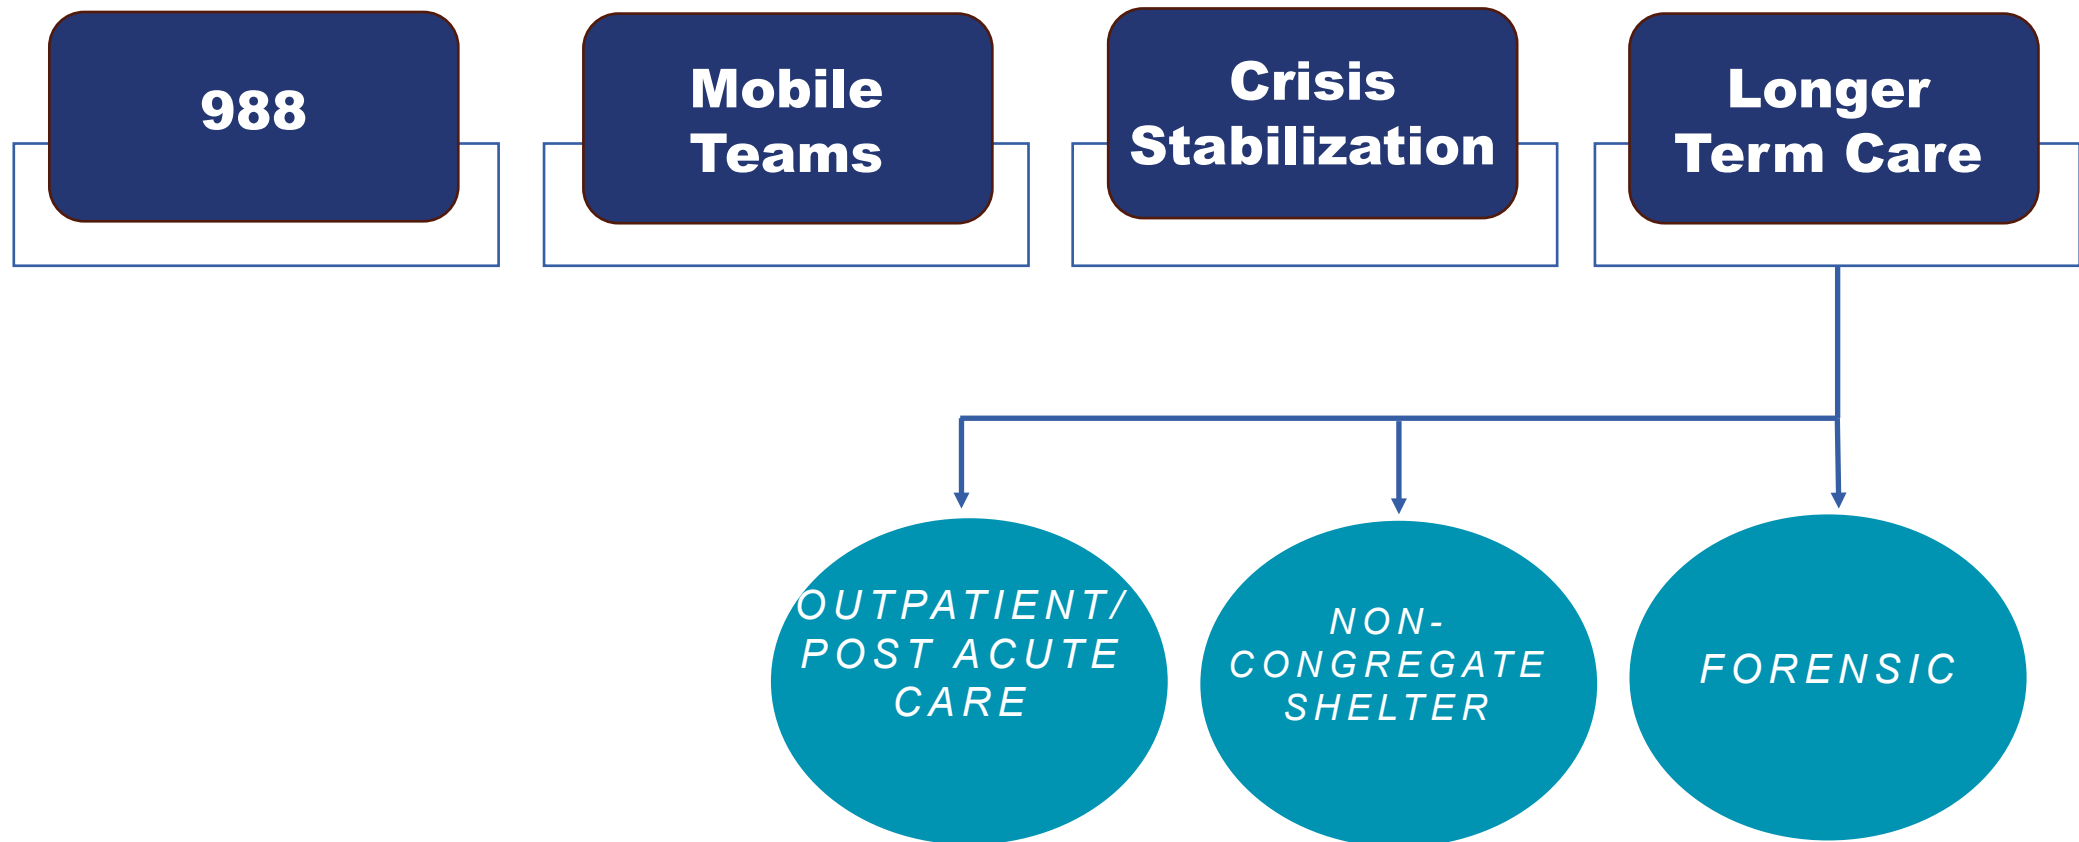 988
Mobile
Teams
Crisis
Stabilization
Longer
Term Care
OUTPATIENT/
POST ACUTE
CARE
NON-
CONGREGATE
SHELTER
FORENSIC